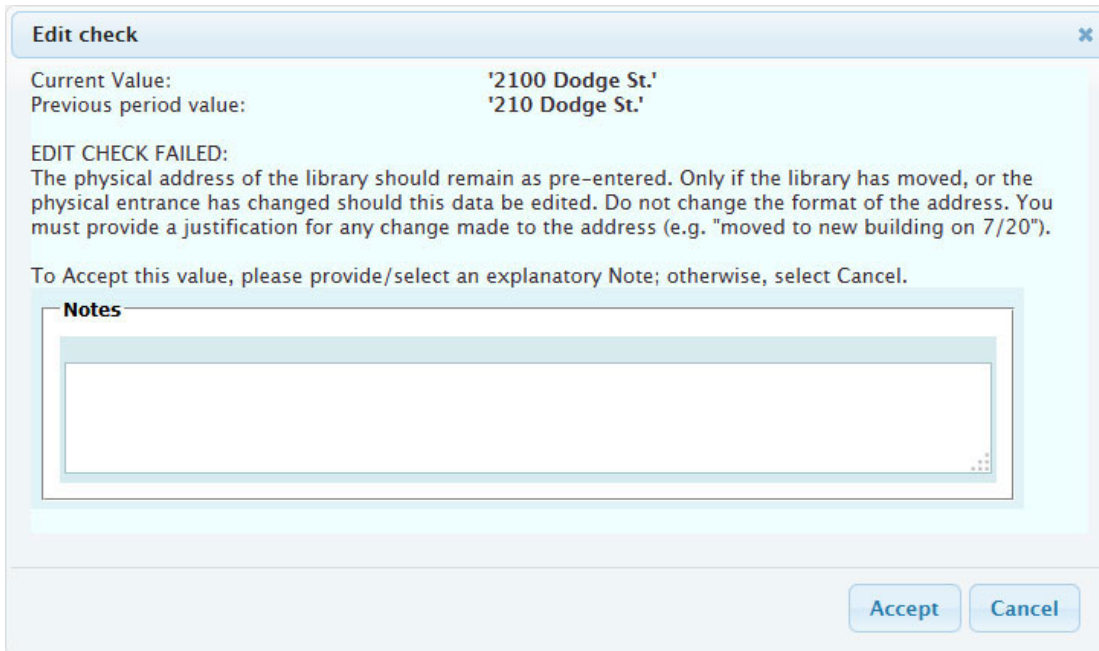 Edit check
Current Value: '2100 Dodge St.'
Previous period value: '210 Dodge St.'
EDIT CHECK FAILED:
The physical address of the library should remain as pre-entered. Only if the library has moved, or the
physical entrance has changed should this data be edited. Do not change the format of the address. You
must provide a justification for any change made to the address (e.g. "moved to new building on 7/20").
To Accept this value, please provide/select an explanatory Note; otherwise, select Cancel.
Notes
Accept Cancel